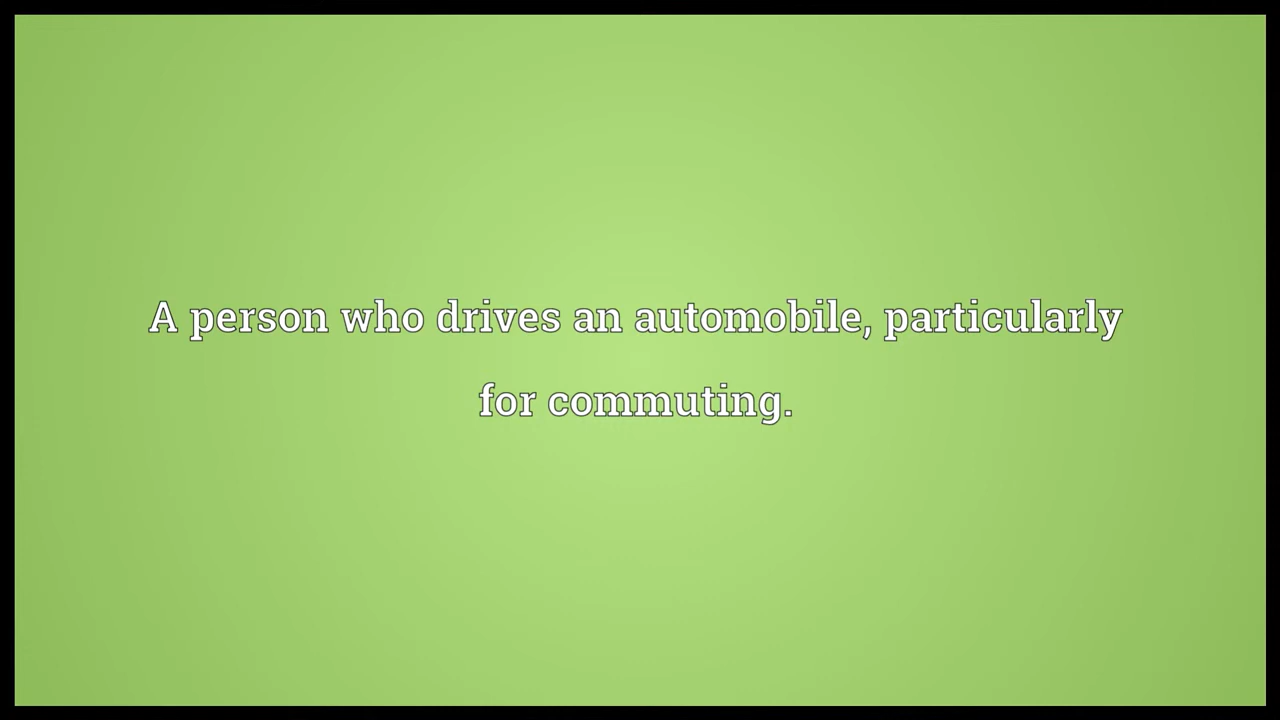 A person who drives an automobile, particularly
for commuting.